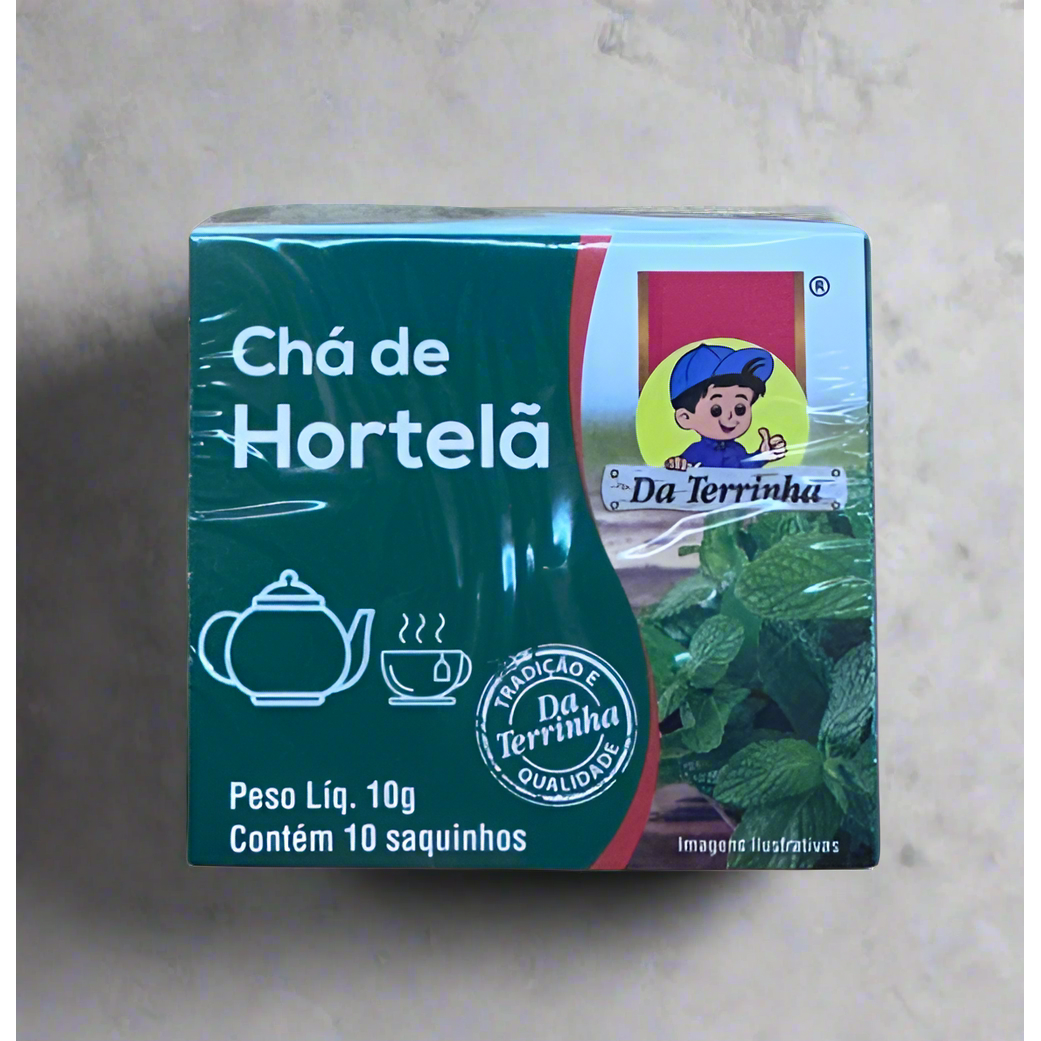 Chá de
Hortelã
®
Da Terrinha
TRADIÇÃO E
Da
Terrinha
QUALIDADE
Peso Líq. 10g
Contém 10 saquinhos
Imagens Ilustrativas